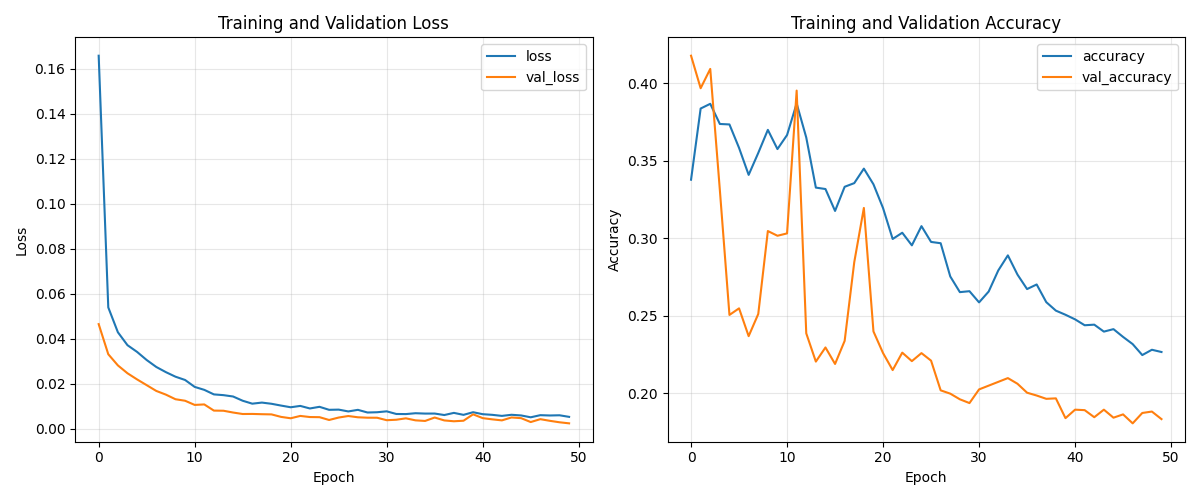 Training and Validation Loss
loss
val_loss
0.16
0.14
0.12
0.10
0.08
0.06
0.04
0.02
0.00
Loss
0
10
20
30
40
50
Epoch
Training and Validation Accuracy
accuracy
val_accuracy
0.40
0.35
0.30
0.25
0.20
Accuracy
0
10
20
30
40
50
Epoch